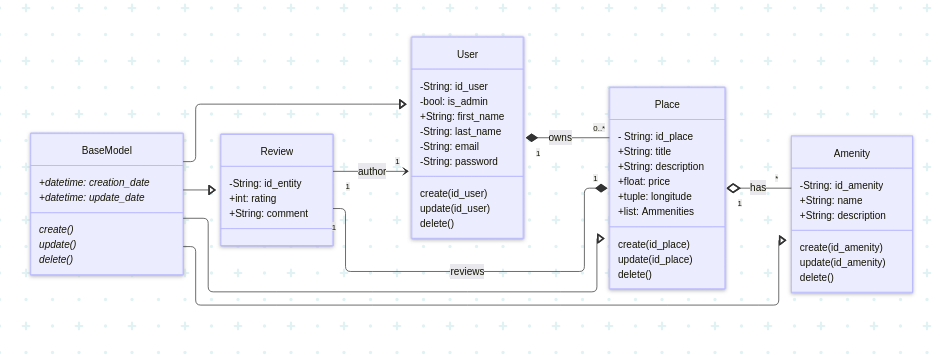 BaseModel
+datetime: creation_date
+datetime: update_date
create()
update()
delete()
Review
-String: id_entity
+int: rating
+String: comment
User
-String: id_user
-bool: is_admin
+String: first_name
-String: last_name
-String: email
-String: password
create(id_user)
update(id_user)
delete()
Place
- String: id_place
+String: title
+String: description
+float: price
+tuple: longitude
+list: Ammenities
create(id_place)
update(id_place)
delete()
Amenity
-String: id_amenity
+String: name
+String: description
create(id_amenity)
update(id_amenity)
delete()
author
1
1
owns
1
0..*
reviews
1
1
has
1
*